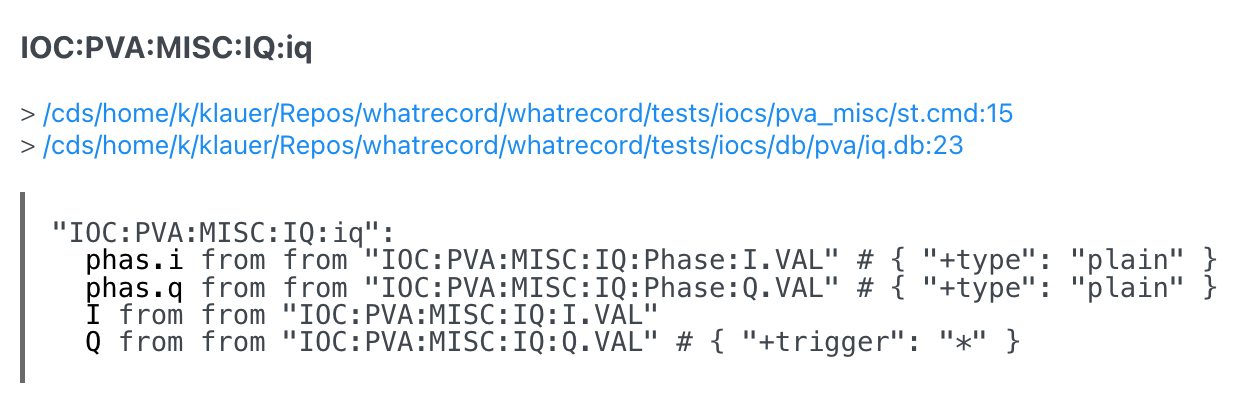 IOC:PVA:MISC:IQ:iq
> /cds/home/k/klauer/Repos/whatrecord/whatrecord/tests/iocs/pva_misc/st.cmd:15
> /cds/home/k/klauer/Repos/whatrecord/whatrecord/tests/iocs/db/pva/iq.db:23
"IOC:PVA:MISC:IQ:iq":
phas.i from from "IOC:PVA:MISC:IQ:Phase:I.VAL" # { "+type": "plain" }
phas.q from from "IOC:PVA:MISC:IQ:Phase:Q.VAL" # { "+type": "plain" }
I from from "IOC:PVA:MISC:IQ:I.VAL"
Q from from "IOC:PVA:MISC:IQ:Q.VAL" # { "+trigger": "*" }